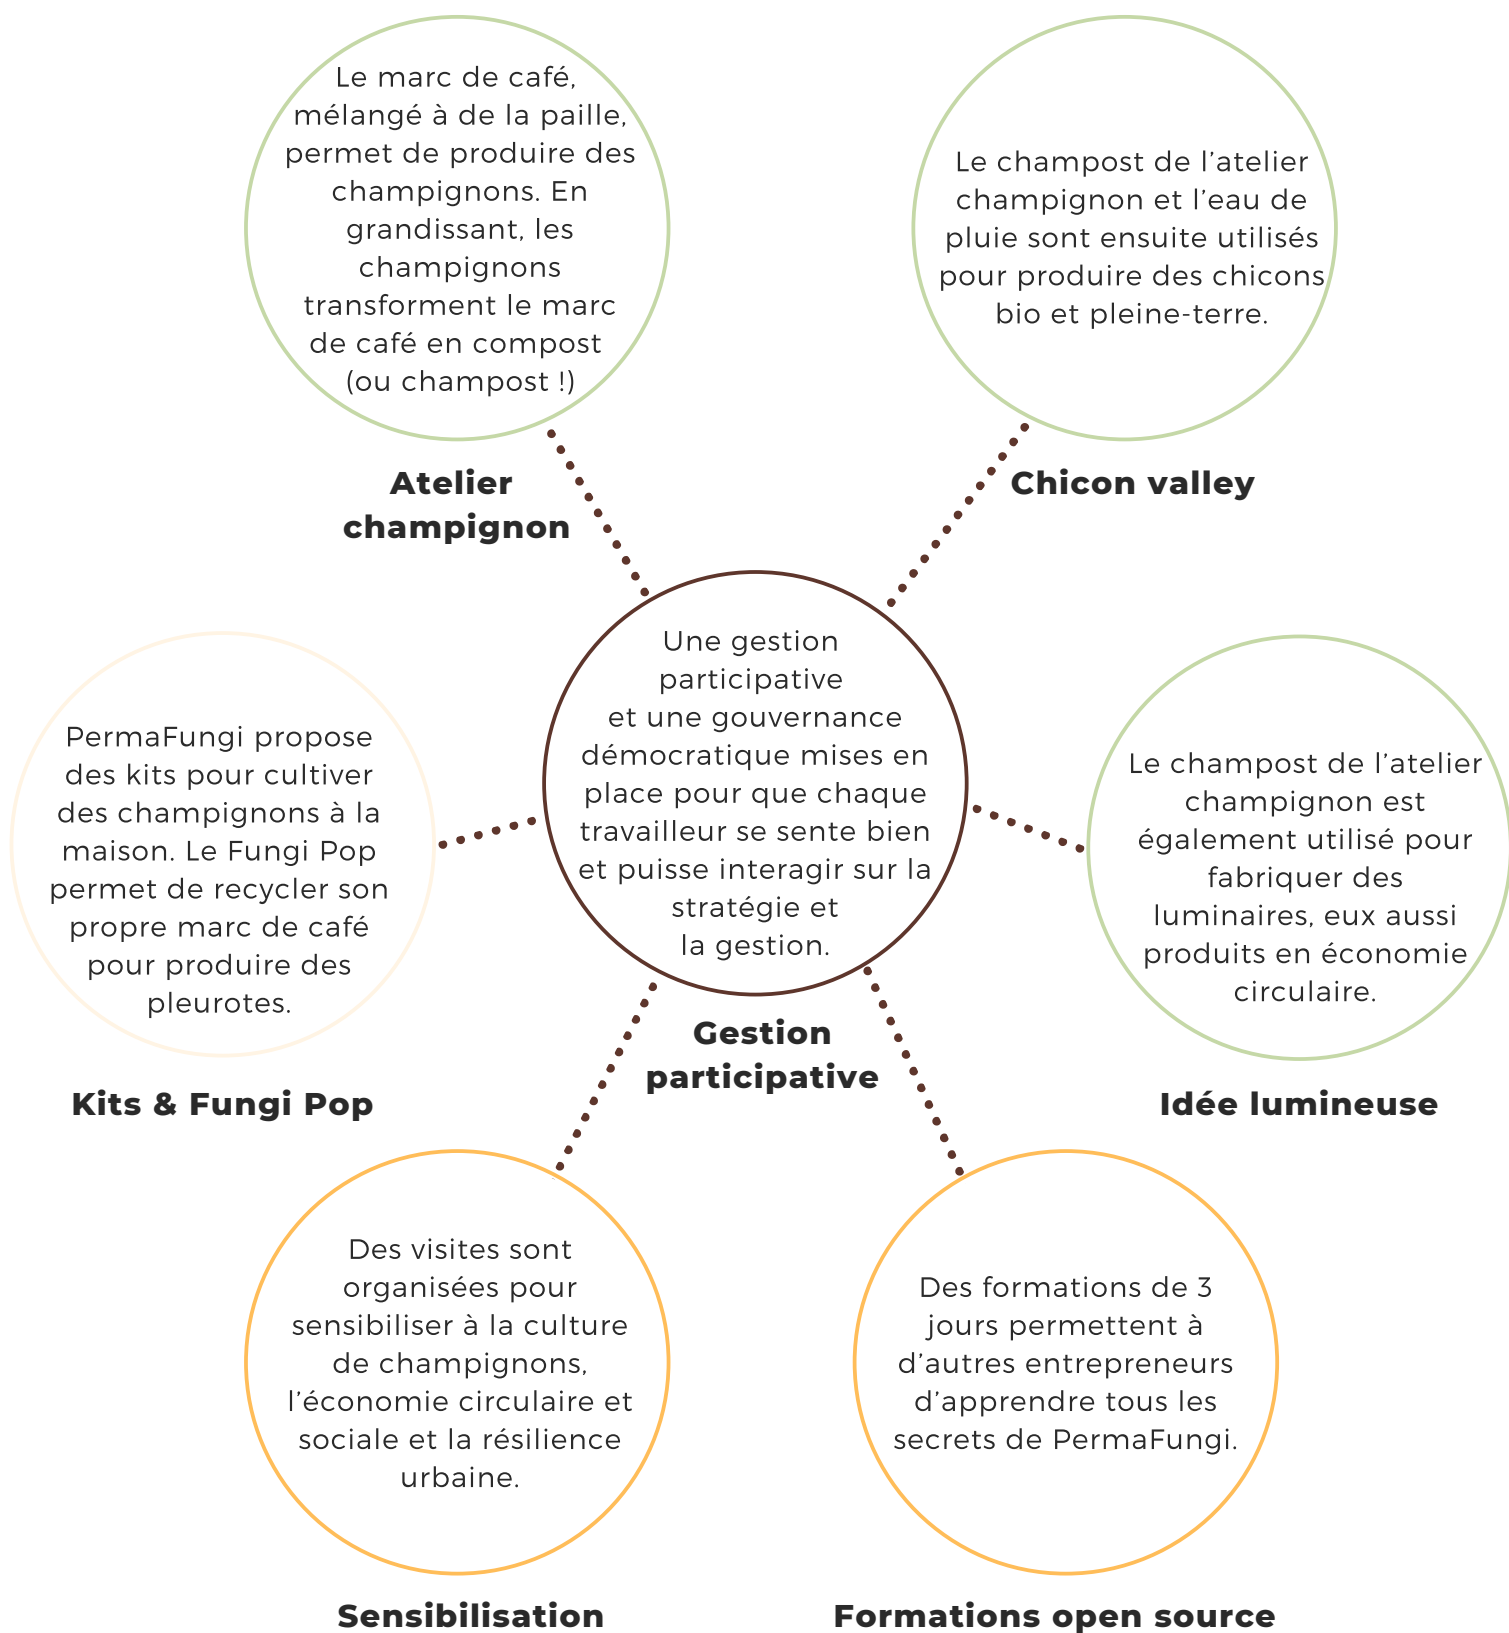 Le marc de café,
mélangé à de la paille,
permet de produire des
champignons. En
grandissant, les
champignons
transforment le marc
de café en compost
(ou champost !)
Atelier
champignon
Le champost de l’atelier
champignon et l’eau de
pluie sont ensuite utilisés
pour produire des chicons
bio et pleine-terre.
Chicon valley
Une gestion
participative
et une gouvernance
démocratique mises en
place pour que chaque
travailleur se sente bien
et puisse interagir sur la
stratégie et
la gestion.
Gestion
participative
PermaFungi propose
des kits pour cultiver
des champignons à la
maison. Le Fungi Pop
permet de recycler son
propre marc de café
pour produire des
pleurotes.
Kits & Fungi Pop
Le champost de l’atelier
champignon est
également utilisé pour
fabriquer des
luminaires, eux aussi
produits en économie
circulaire.
Idée lumineuse
Des visites sont
organisées pour
sensibiliser à la culture
de champignons,
l’économie circulaire et
sociale et la résilience
urbaine.
Sensibilisation
Des formations de 3
jours permettent à
d’autres entrepreneurs
d’apprendre tous les
secrets de PermaFungi.
Formations open source